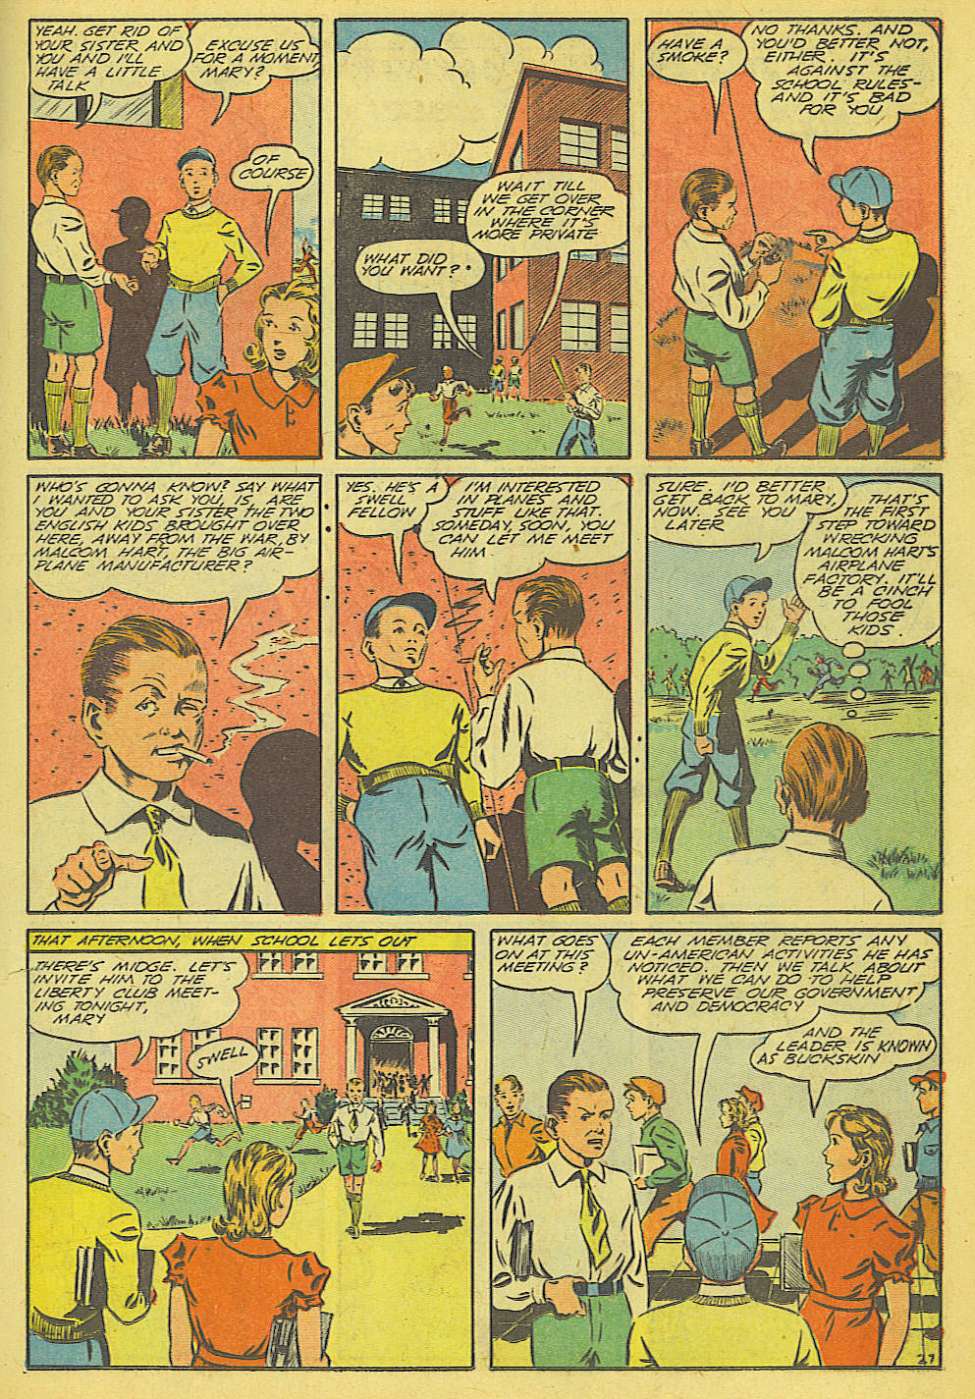 YEAH. GET RID OF
YOUR SISTER AND
YOU AND I'LL
HAVE A LITTLE
TALK
EXCUSE US
FOR A MOMENT,
MARY?
OF
COURSE
WAIT TILL
WE GET OVER
IN THE CORNER
WHERE IT'S
MORE PRIVATE
WHAT DID
YOU WANT?
HAVE A
SMOKE?
NO THANKS. AND
YOU'D BETTER NOT,
EITHER. IT'S
AGAINST THE
SCHOOL RULES-
AND IT'S BAD
FOR YOU
WHO'S GONNA KNOW? SAY WHAT
I WANTED TO ASK YOU, IS, ARE
YOU AND YOUR SISTER THE TWO
ENGLISH KIDS BROUGHT OVER
HERE, AWAY FROM THE WAR, BY
MALCOM HART, THE BIG AIR-
PLANE MANUFACTURER?
YES. HE'S A
SWELL
FELLOW
I'M INTERESTED
IN PLANES AND
STUFF LIKE THAT.
SOMEDAY, SOON, YOU
CAN LET ME MEET
HIM.
SURE. I'D BETTER
GET BACK TO MARY,
NOW. SEE YOU
LATER
THAT'S
THE FIRST
STEP TOWARD
WRECKING
MALCOM HART'S
AIRPLANE
FACTORY. IT'LL
BE A CINCH
TO FOOL
THOSE
KIDS.
THAT AFTERNOON, WHEN SCHOOL LETS OUT
THERE'S MIDGE. LET'S
INVITE HIM TO THE
LIBERTY CLUB MEET-
ING TONIGHT,
MARY
SWELL
WHAT GOES
ON AT THIS
MEETING?
EACH MEMBER REPORTS ANY
UN-AMERICAN ACTIVITIES HE HAS
NOTICED. THEN WE TALK ABOUT
WHAT WE CAN DO TO HELP
PRESERVE OUR GOVERNMENT
AND DEMOCRACY
AND THE
LEADER IS KNOWN
AS BUCKSKIN
27